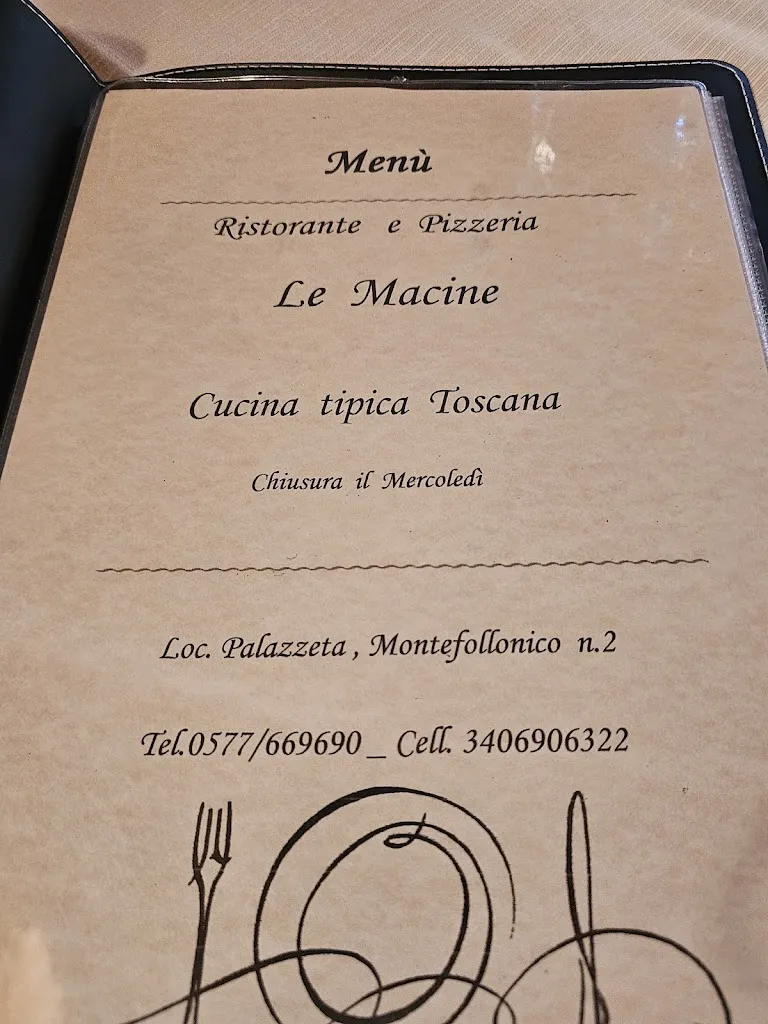 Menù
Ristorante e Pizzeria
Le Macine
Cucina tipica Toscana
Chiusura il Mercoledì
Loc. Palazzeta , Montefollonico n.2
Tel.0577/669690 _ Cell. 3406906322